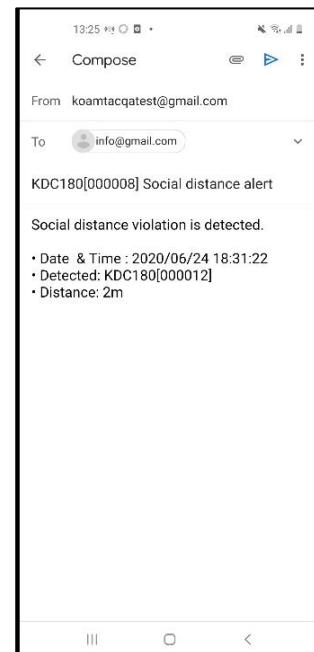 13:25
Compose
From koamtacqatest@gmail.com
To info@gmail.com
KDC180[000008] Social distance alert
Social distance violation is detected.
• Date & Time : 2020/06/24 18:31:22
• Detected: KDC180[000012]
• Distance: 2m